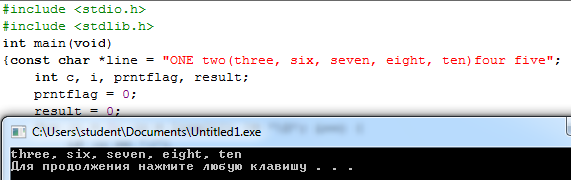 #include <stdio.h>
#include <stdlib.h>
int main(void)
{const char *line = "ONE two(three, six, seven, eight, ten)four five";
    int c, i, prntflag, result;
    prntflag = 0;
    result = 0;
C:\Users\student\Documents\Untitled1.exe
three, six, seven, eight, ten
Для продолжения нажмите любую клавишу . . .